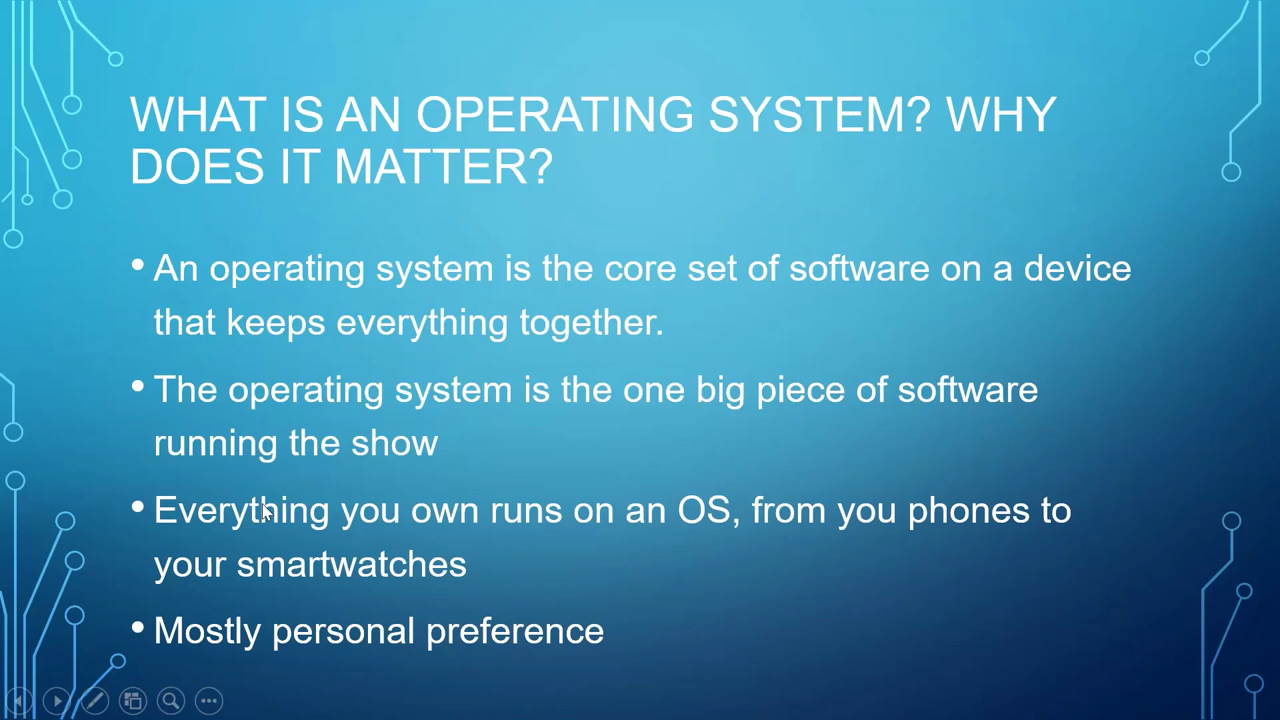 WHAT IS AN OPERATING SYSTEM? WHY
DOES IT MATTER?
• An operating system is the core set of software on a device
that keeps everything together.
• The operating system is the one big piece of software
running the show
• Everything you own runs on an OS, from you phones to
your smartwatches
• Mostly personal preference